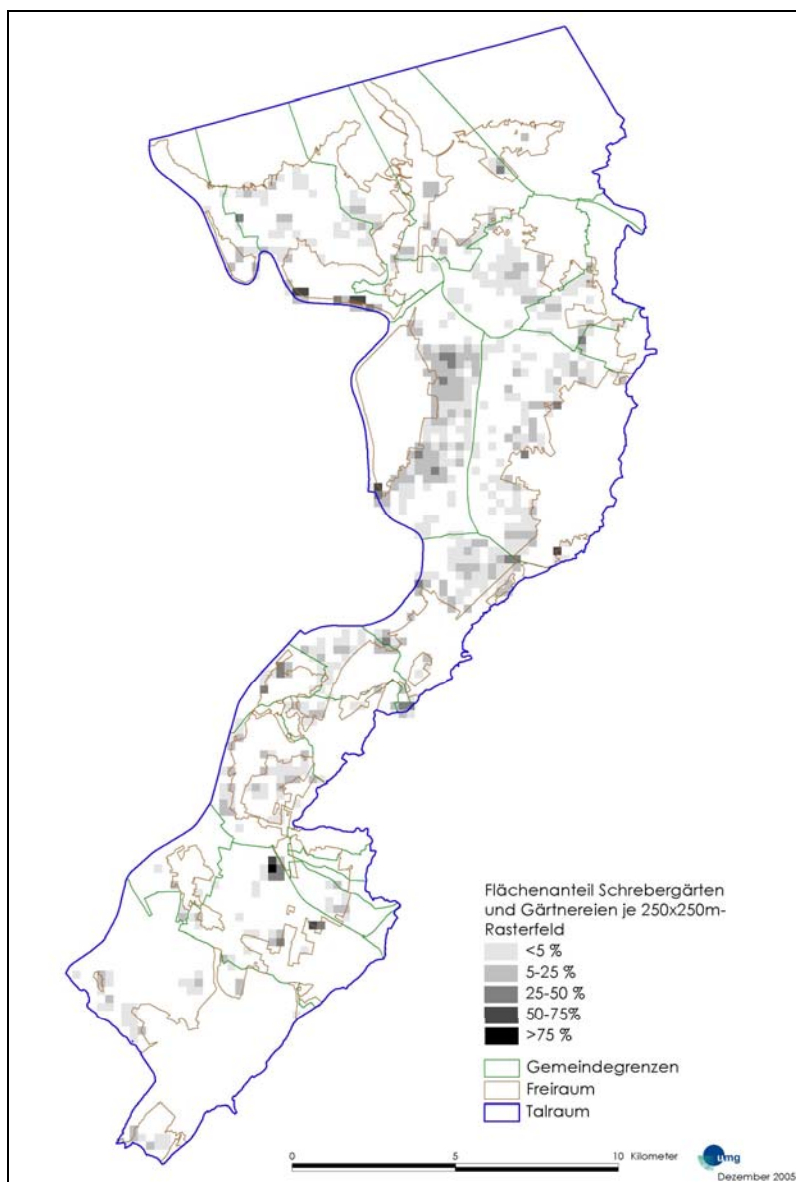 Flächenanteil Schrebergärten
und Gärtnereien je 250x250m-
Rasterfeld
<5 %
5-25 %
25-50 %
50-75%
>75 %
Gemeindegrenzen
Freiraum
Talraum
0 5 10 Kilometer
umg
Dezember 2005